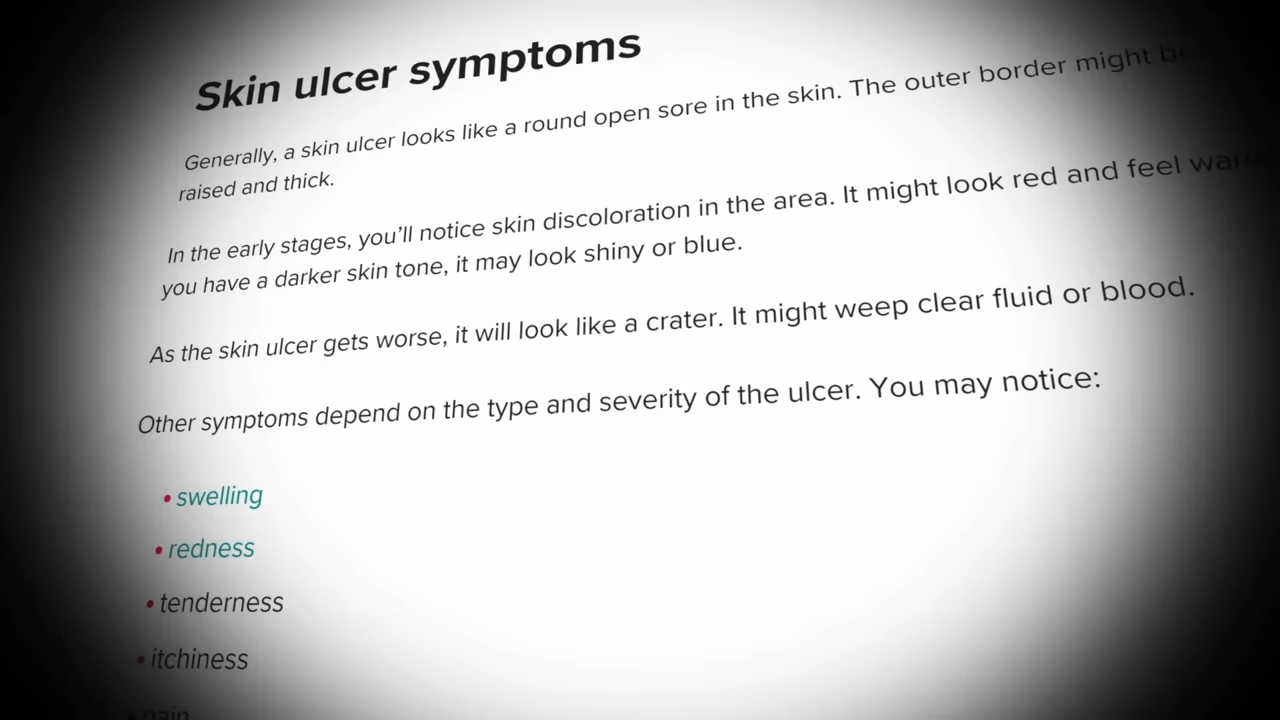 Skin ulcer symptoms
Generally, a skin ulcer looks like a round open sore in the skin. The outer border might be
raised and thick.
In the early stages, you’ll notice skin discoloration in the area. It might look red and feel
you have a darker skin tone, it may look shiny or blue.
As the skin ulcer gets worse, it will look like a crater. It might weep clear fluid or blood.
Other symptoms depend on the type and severity of the ulcer. You may notice:
• swelling
• redness
• tenderness
• itchiness
pain